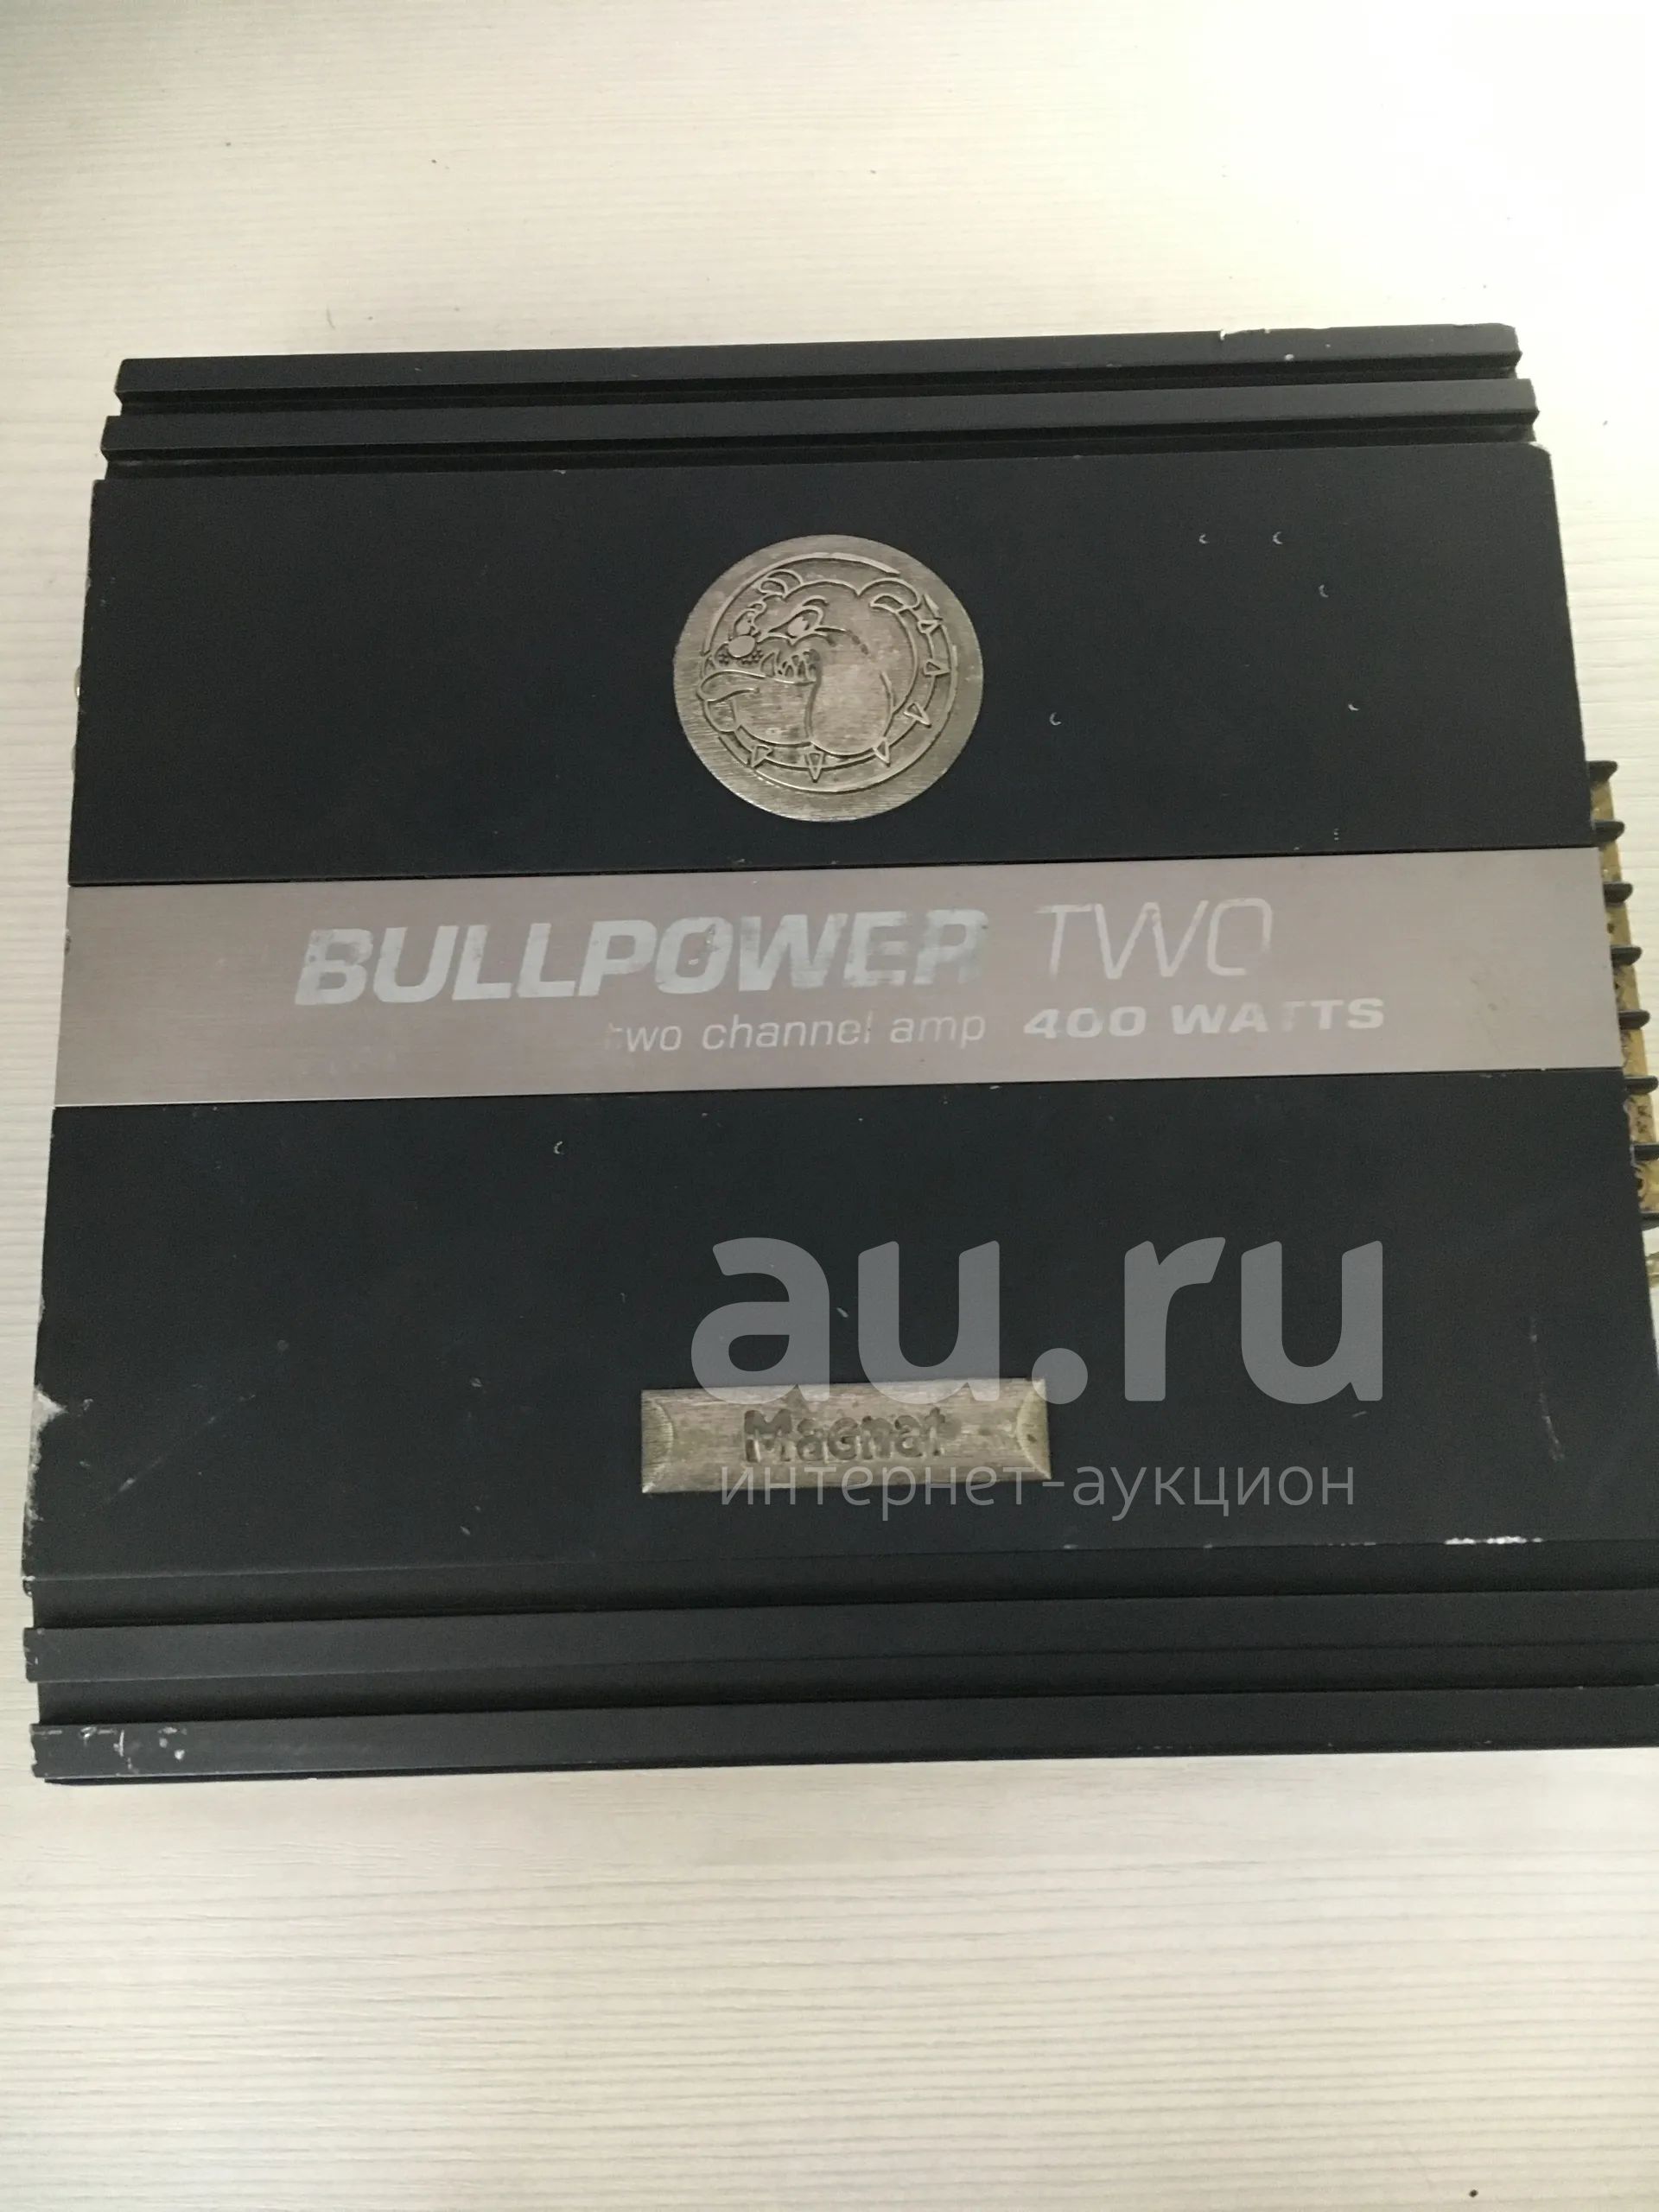 BULLPOWER TWO
two channel amp 400 WATTS
au.ru
Magnat
интернет-аукцион